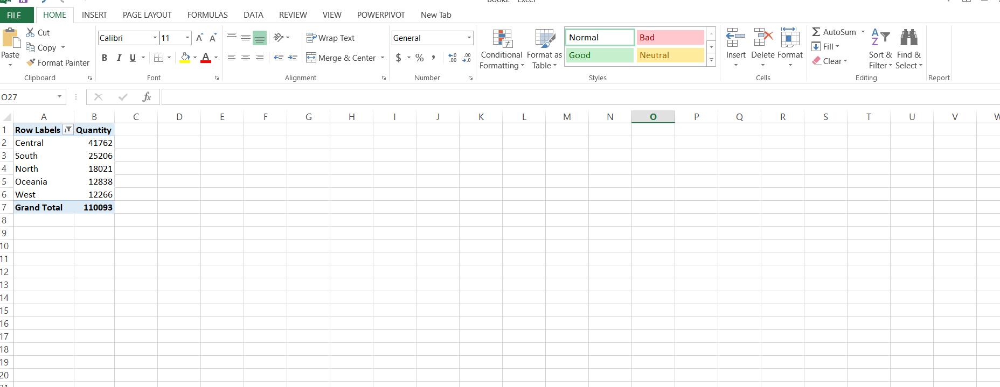 FILE HOME INSERT PAGE LAYOUT FORMULAS DATA REVIEW VIEW POWERPIVOT New Tab
Paste
Cut
Copy
Format Painter
Clipboard
Calibri 11
B I U A
Font
Wrap Text
Merge & Center
Alignment
General
$ % ,
Number
Conditional
Formatting
Format as
Table
Normal Bad
Good Neutral
Styles
Insert Delete Format
Cells
AutoSum
Fill
Clear
Sort &
Filter
Find &
Select
Editing
Report
O27 fx
A B C D E F G H I J K L M N O P Q R S T U V W
1 Row Labels Quantity
2 Central 41762
3 South 25206
4 North 18021
5 Oceania 12838
6 West 12266
7 Grand Total 110093
8
9
10
11
12
13
14
15
16
17
18
19
20